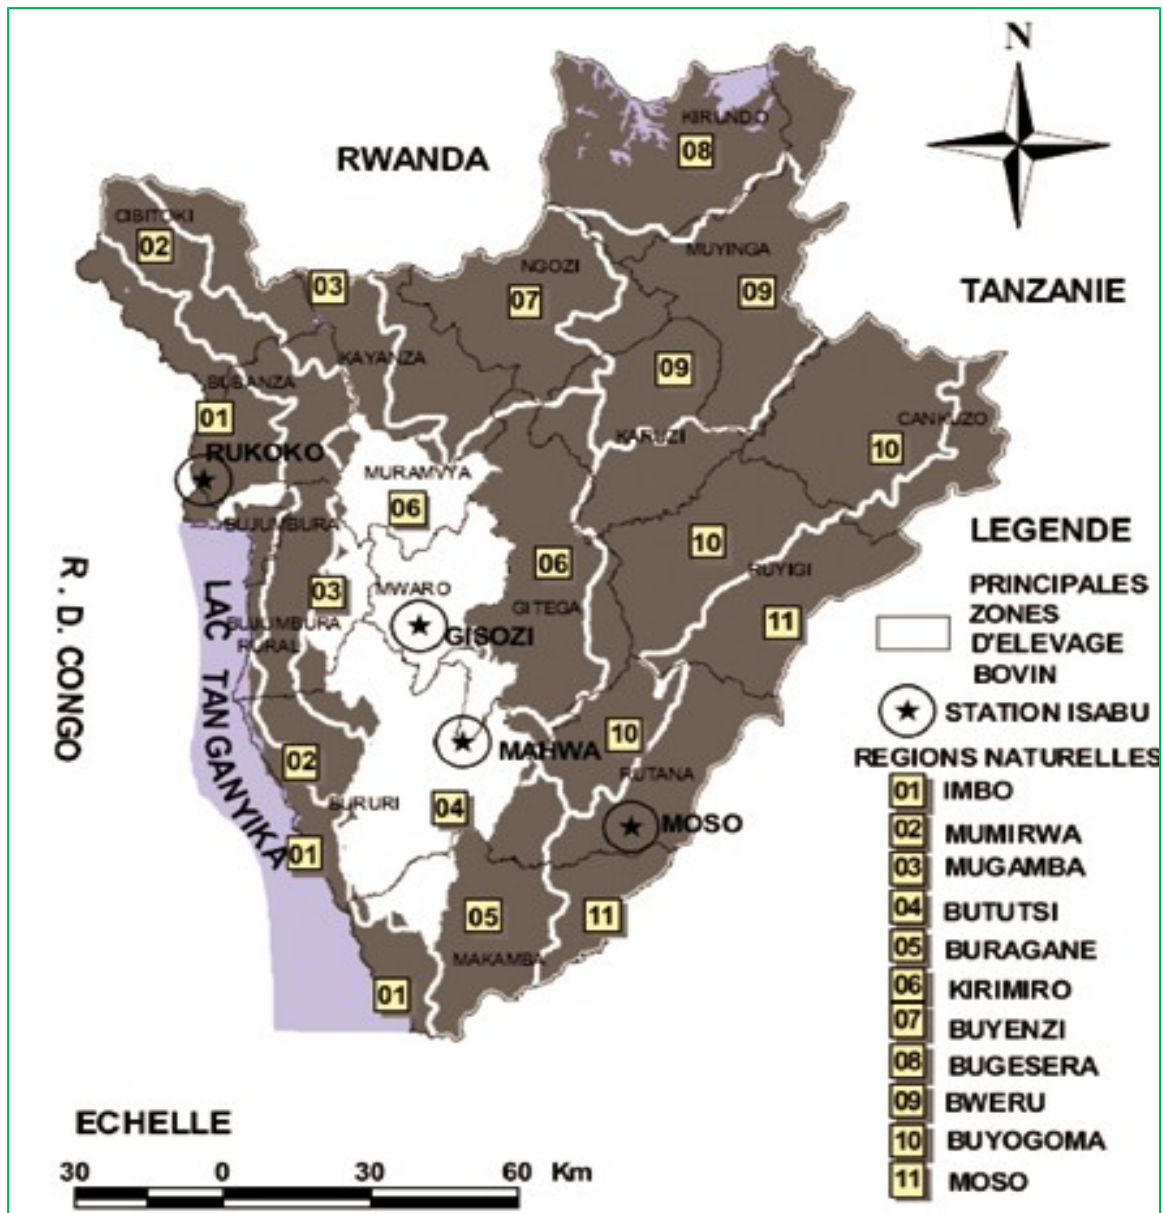 N
KIRUNDO
08
RWANDA
CIBITOKI
02
MUYINGA
NGOZI
03
07
09
TANZANIE
KAYANZA
09
BUBANZA
01
CANKUZO
KARUZI
10
RUKOKO
MURAMVYA
06
BUJUMBURA
10
06
RUYIGI
MWARO
03
GITEGA
11
BUJUMBURA
RURAL
GISOZI
R. D. CONGO
LAC TANGANYIKA
10
MAHWA
02
RUTANA
BURURI
04
MOSO
01
05
11
MAKAMBA
01
LEGENDE
PRINCIPALES
ZONES
D'ELEVAGE
BOVIN
STATION ISABU
REGIONS NATURELLES
01 IMBO
02 MUMIRWA
03 MUGAMBA
04 BUTUTSI
05 BURAGANE
06 KIRIMIRO
07 BUYENZI
08 BUGESERA
09 BWERU
10 BUYOGOMA
11 MOSO
ECHELLE
30 0 30 60 Km